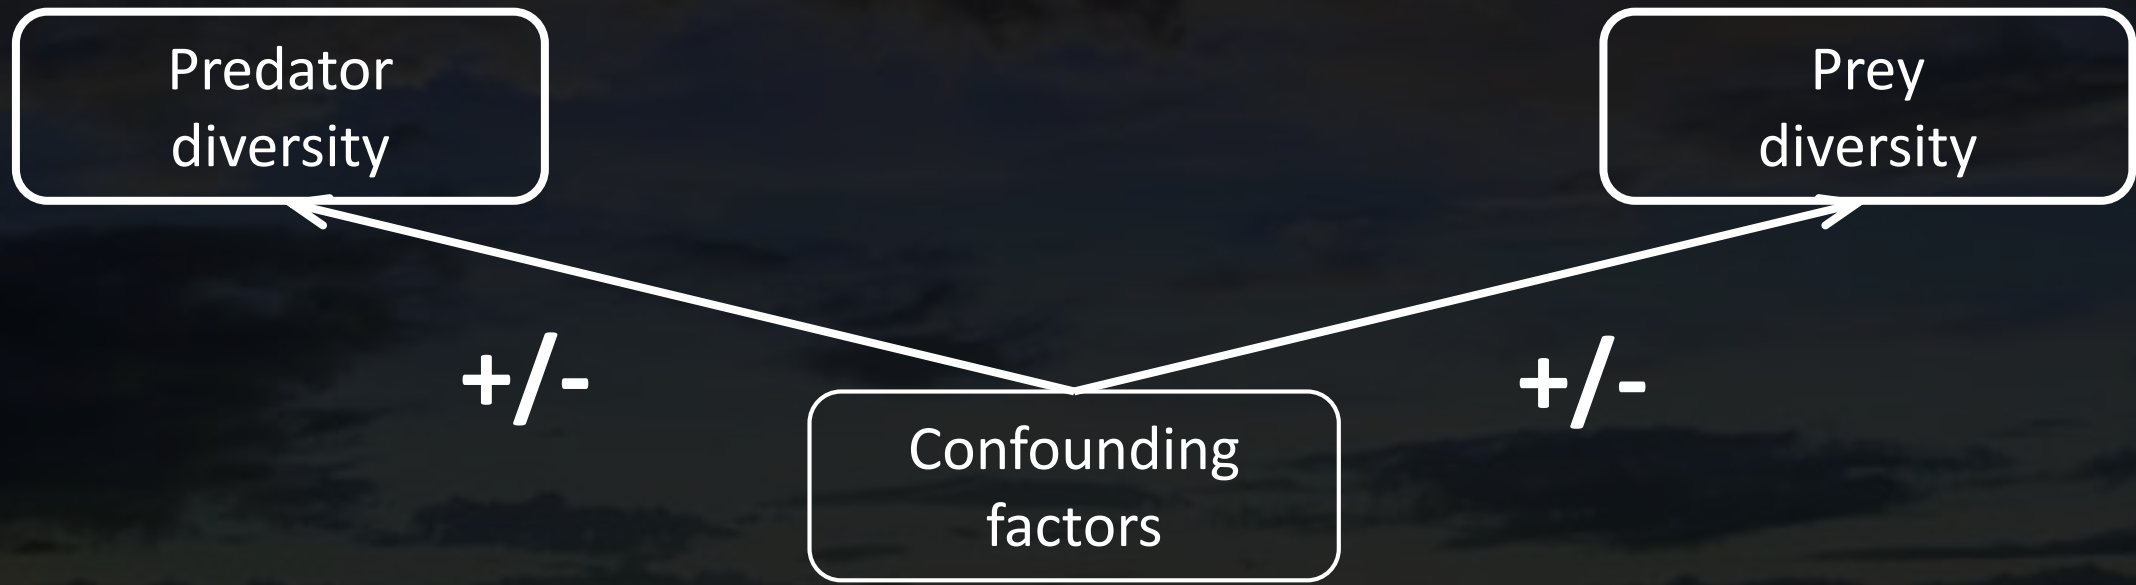 Predator
diversity
Prey
diversity
+/-
+/-
Confounding
factors